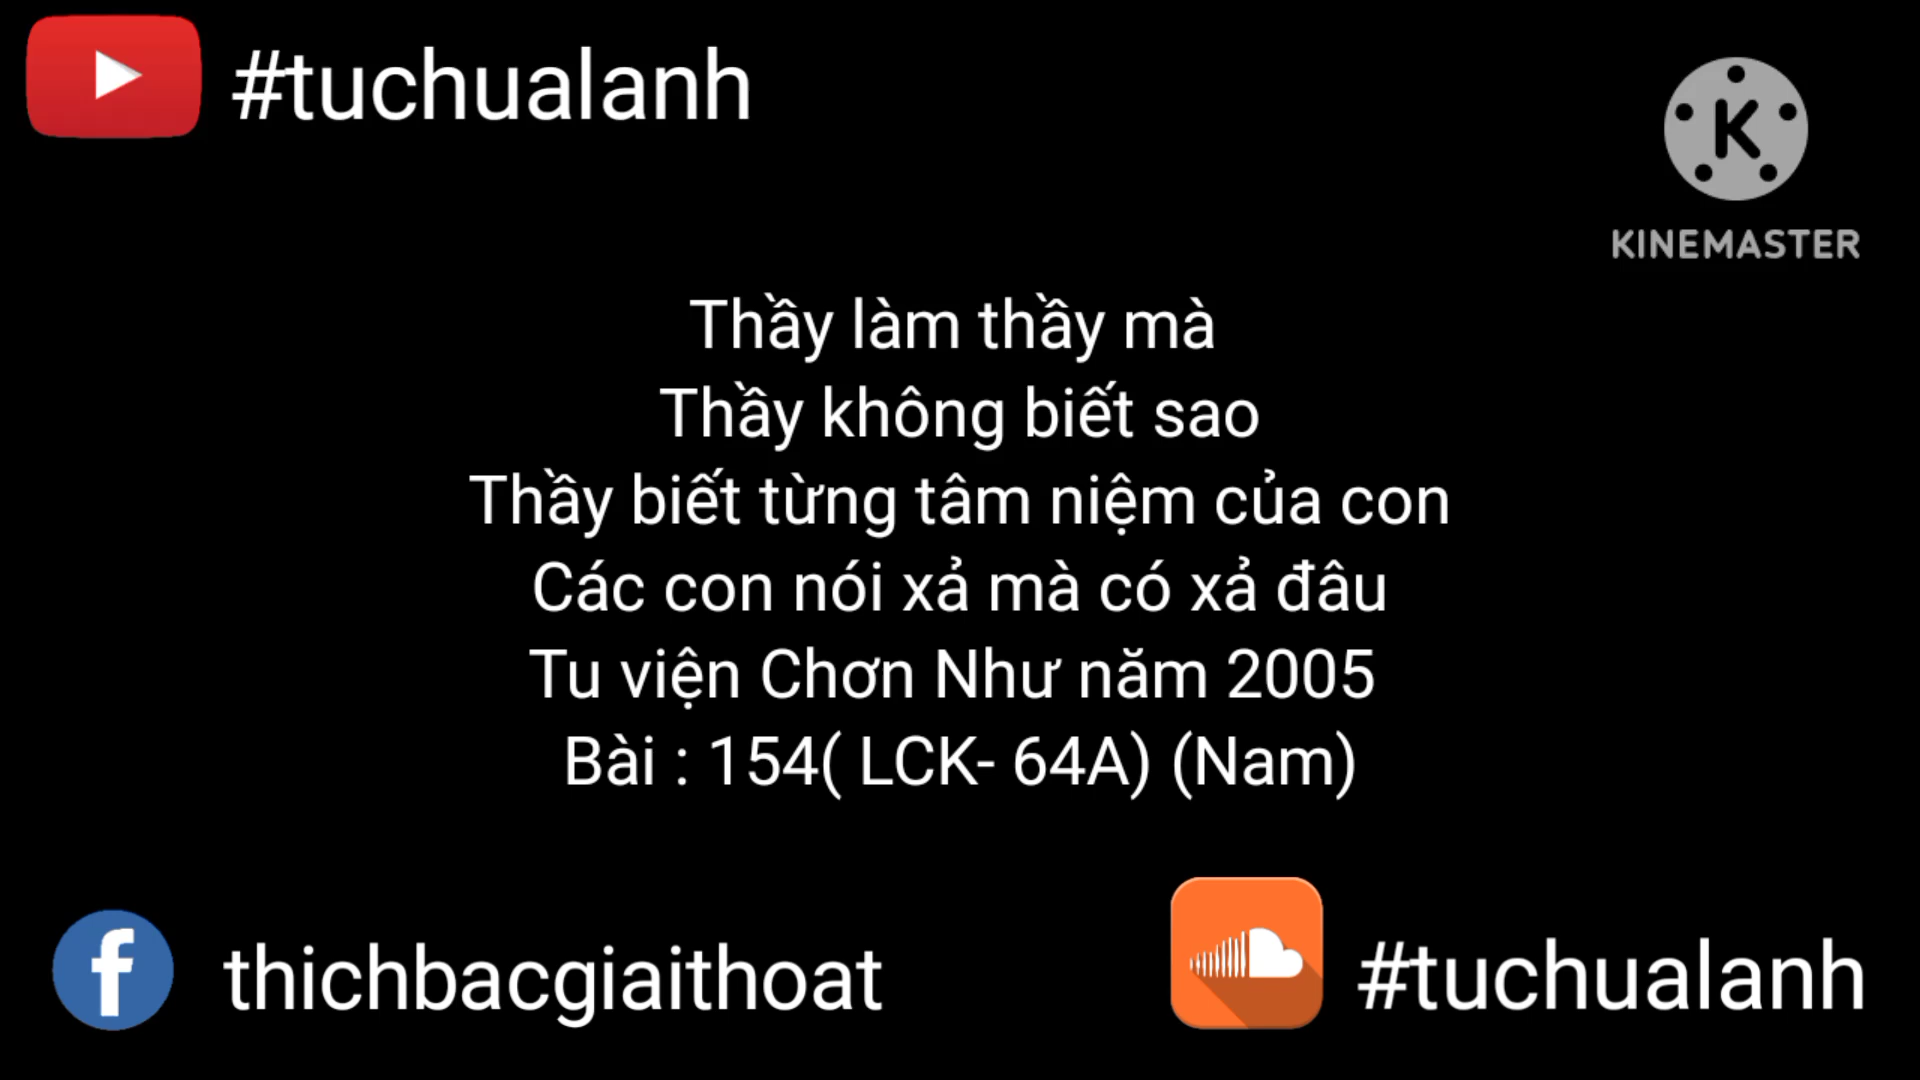 #tuchualanh
KINEMASTER
Thầy làm thầy mà
Thầy không biết sao
Thầy biết từng tâm niệm của con
Các con nói xả mà có xả đâu
Tu viện Chơn Như năm 2005
Bài : 154( LCK- 64A) (Nam)
thichbacgiaithoat
#tuchualanh